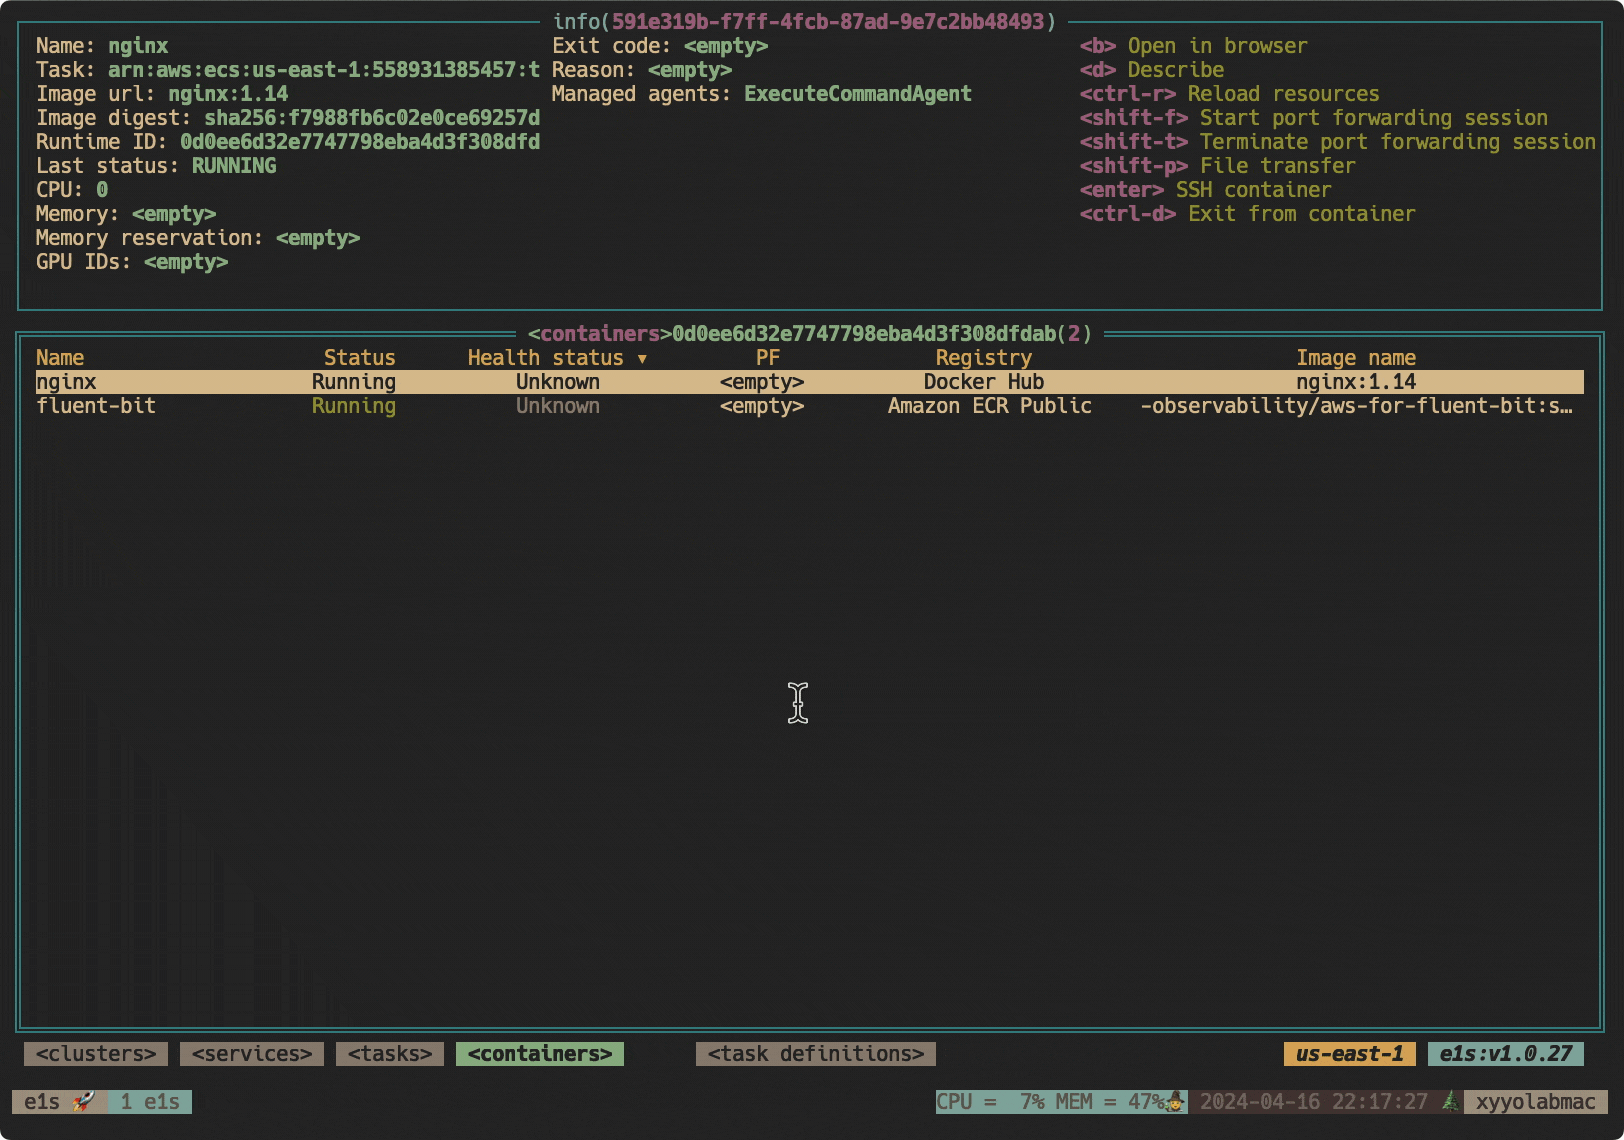 info(591e319b-f7ff-4fcb-87ad-9e7c2bb48493)
Name: nginx
Task: arn:aws:ecs:us-east-1:558931385457:t
Image url: nginx:1.14
Image digest: sha256:f7988fb6c02e0ce69257d
Runtime ID: 0d0ee6d32e7747798eba4d3f308dfd
Last status: RUNNING
CPU: 0
Memory: <empty>
Memory reservation: <empty>
GPU IDs: <empty>
Exit code: <empty>
Reason: <empty>
Managed agents: ExecuteCommandAgent
<b> Open in browser
<d> Describe
<ctrl-r> Reload resources
<shift-f> Start port forwarding session
<shift-t> Terminate port forwarding session
<shift-p> File transfer
<enter> SSH container
<ctrl-d> Exit from container
<containers>0d0ee6d32e7747798eba4d3f308dfdab(2)
Name Status Health status ▾ PF Registry Image name
nginx Running Unknown <empty> Docker Hub nginx:1.14
fluent-bit Running Unknown <empty> Amazon ECR Public -observability/aws-for-fluent-bit:s…
<clusters> <services> <tasks> <containers> <task definitions> us-east-1 e1s:v1.0.27
e1s 🚀 1 e1s CPU = 7% MEM = 47% 2024-04-16 22:17:27 🎄 xyyolabmac